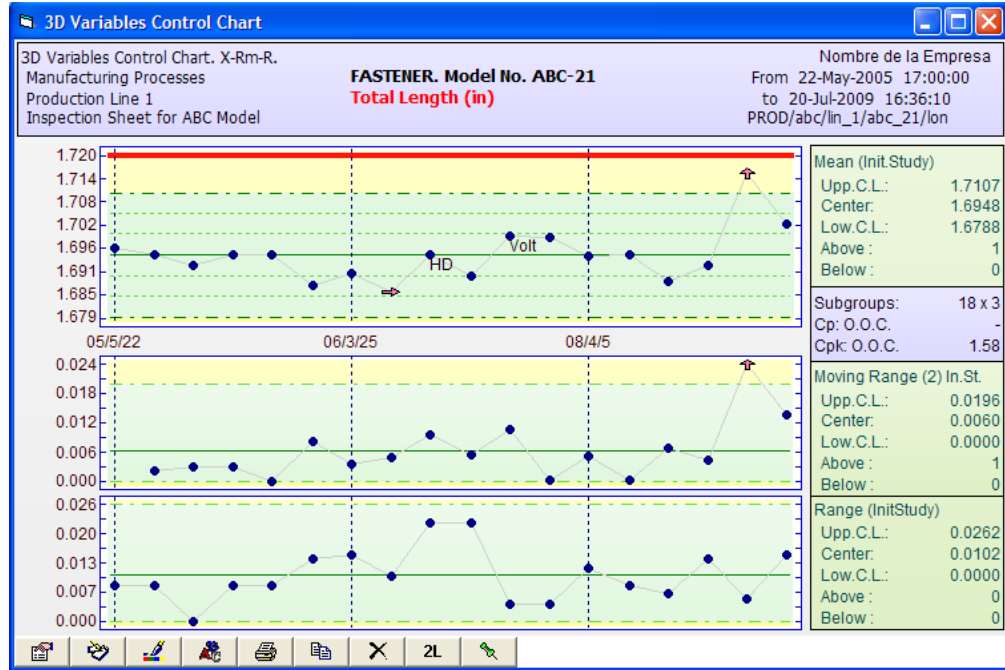 3D Variables Control Chart
3D Variables Control Chart. X-Rm-R.
Manufacturing Processes
Production Line 1
Inspection Sheet for ABC Model
FASTENER. Model No. ABC-21
Total Length (in)
Nombre de la Empresa
From 22-May-2005 17:00:00
to 20-Jul-2009 16:36:10
PROD/abc/lin_1/abc_21/lon
1.720
1.714
1.708
1.702
1.696
1.691
1.685
1.679
HD
Volt
05/5/22 06/3/25 08/4/5
Mean (Init.Study)
Upp.C.L.: 1.7107
Center: 1.6948
Low.C.L.: 1.6788
Above : 1
Below : 0
Subgroups: 18 x 3
Cp: O.O.C. -
Cpk: O.O.C. 1.58
0.024
0.018
0.012
0.006
0.000
Moving Range (2) In.St.
Upp.C.L.: 0.0196
Center: 0.0060
Low.C.L.: 0.0000
Above : 1
Below : 0
0.026
0.020
0.013
0.007
0.000
Range (InitStudy)
Upp.C.L.: 0.0262
Center: 0.0102
Low.C.L.: 0.0000
Above : 0
Below : 0
2L